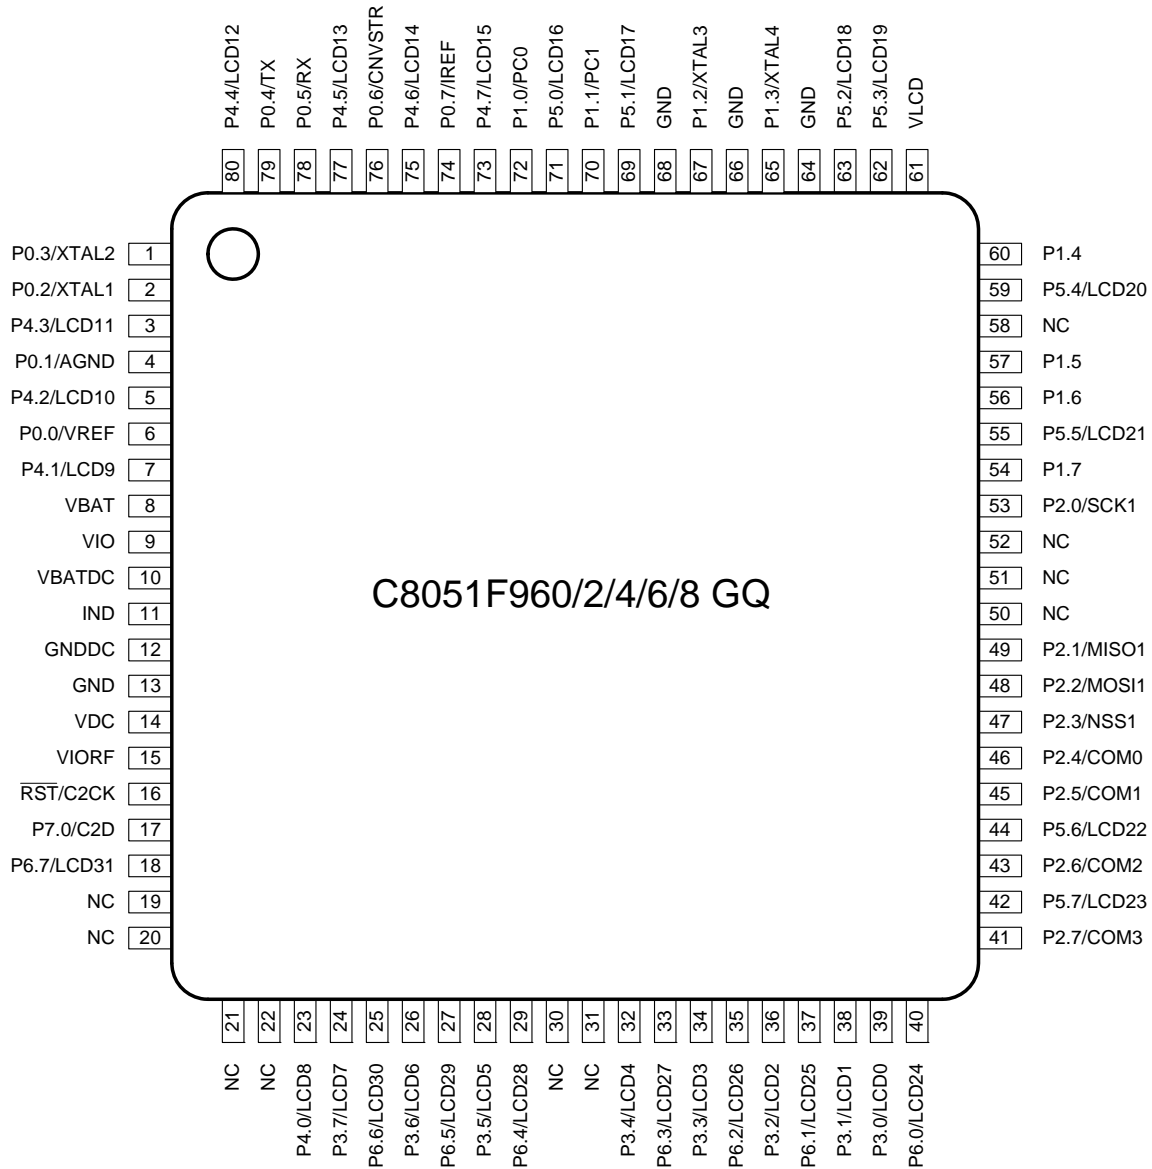 P4.4/LCD12
P0.4/TX
P0.5/RX
P4.5/LCD13
P0.6/CNVSTR
P4.6/LCD14
P0.7/IREF
P4.7/LCD15
P1.0/PC0
P5.0/LCD16
P1.1/PC1
P5.1/LCD17
GND
P1.2/XTAL3
GND
P1.3/XTAL4
GND
P5.2/LCD18
P5.3/LCD19
VLCD
80 79 78 77 76 75 74 73 72 71 70 69 68 67 66 65 64 63 62 61
P0.3/XTAL2 1
P0.2/XTAL1 2
P4.3/LCD11 3
P0.1/AGND 4
P4.2/LCD10 5
P0.0/VREF 6
P4.1/LCD9 7
VBAT 8
VIO 9
VBATDC 10
IND 11
GNDDC 12
GND 13
VDC 14
VIORF 15
RST/C2CK 16
P7.0/C2D 17
P6.7/LCD31 18
NC 19
NC 20
C8051F960/2/4/6/8 GQ
60 P1.4
59 P5.4/LCD20
58 NC
57 P1.5
56 P1.6
55 P5.5/LCD21
54 P1.7
53 P2.0/SCK1
52 NC
51 NC
50 NC
49 P2.1/MISO1
48 P2.2/MOSI1
47 P2.3/NSS1
46 P2.4/COM0
45 P2.5/COM1
44 P5.6/LCD22
43 P2.6/COM2
42 P5.7/LCD23
41 P2.7/COM3
21 22 23 24 25 26 27 28 29 30 31 32 33 34 35 36 37 38 39 40
NC
NC
P4.0/LCD8
P3.7/LCD7
P6.6/LCD30
P3.6/LCD6
P6.5/LCD29
P3.5/LCD5
P6.4/LCD28
NC
NC
P3.4/LCD4
P6.3/LCD27
P3.3/LCD3
P6.2/LCD26
P3.2/LCD2
P6.1/LCD25
P3.1/LCD1
P3.0/LCD0
P6.0/LCD24